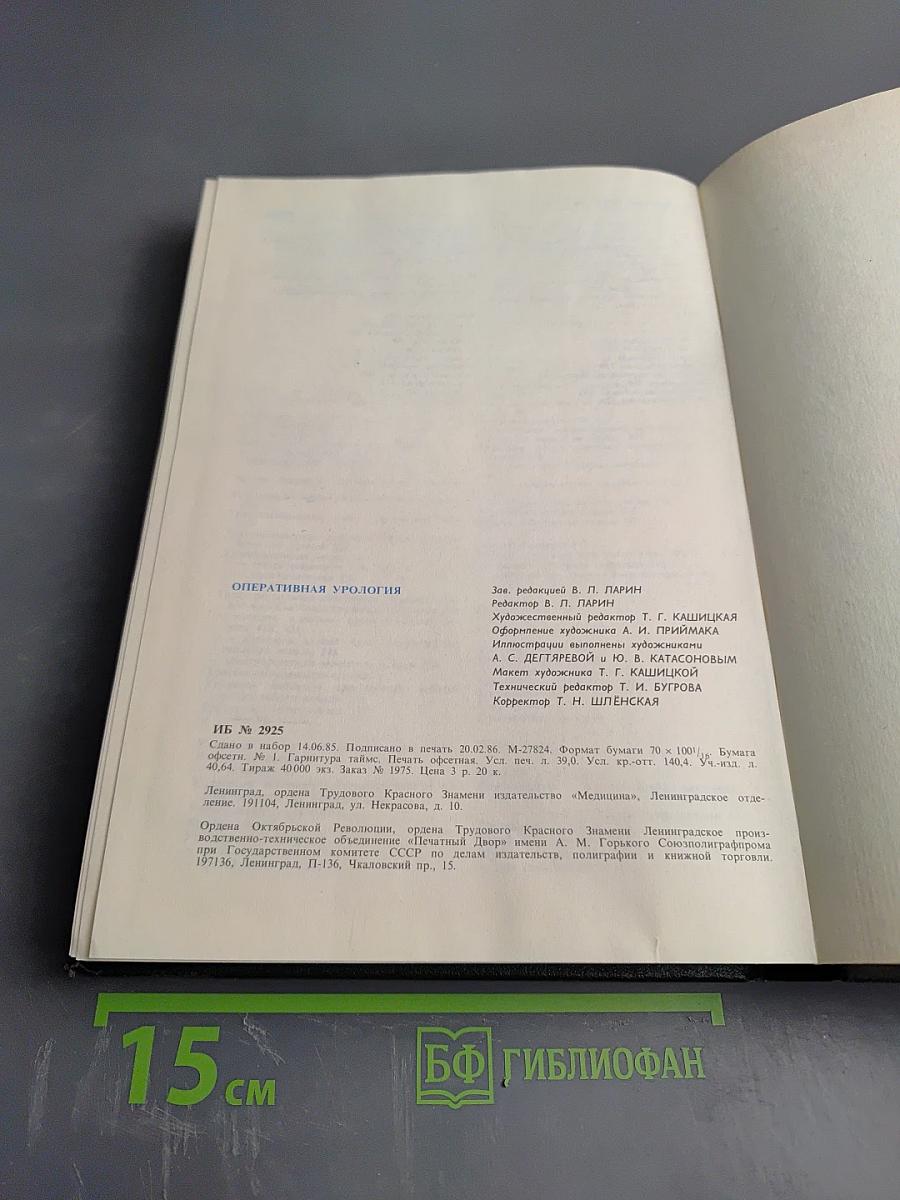 ОПЕРАТИВНАЯ УРОЛОГИЯ
Зав. редакцией В. Л. ЛАРИН
Редактор В. Л. ЛАРИН
Художественный редактор Т. Г. КАШИЦКАЯ
Оформление художника А. И. ПРИЙМАКА
Иллюстрации выполнены художниками
А. С. ДЕГТЯРЕВОЙ и Ю. В. КАТАСОНОВЫМ
Макет художника Т. Г. КАШИЦКОЙ
Технический редактор Т. И. БУГРОВА
Корректор Т. Н. ШЛЁНСКАЯ
ИБ № 2925
Сдано в набор 14.06.85. Подписано в печать 20.02.86. М-27824. Формат бумаги 70 × 100¹/₁₆. Бумага
офсетн. № 1. Гарнитура таймс. Печать офсетная. Усл. печ. л. 39,0. Усл. кр.-отт. 140,4. Уч.-изд. л.
40,64. Тираж 40 000 экз. Заказ № 1975. Цена 3 р. 20 к.
Ленинград, ордена Трудового Красного Знамени издательство «Медицина», Ленинградское отде-
ление. 191104, Ленинград, ул. Некрасова, д. 10.
Ордена Октябрьской Революции, ордена Трудового Красного Знамени Ленинградское произ-
водственно-техническое объединение «Печатный Двор» имени А. М. Горького Союзполиграфпрома
при Государственном комитете СССР по делам издательств, полиграфии и книжной торговли.
197136, Ленинград, П-136, Чкаловский пр., 15.
15 см
БФ ГИБЛИОФАН